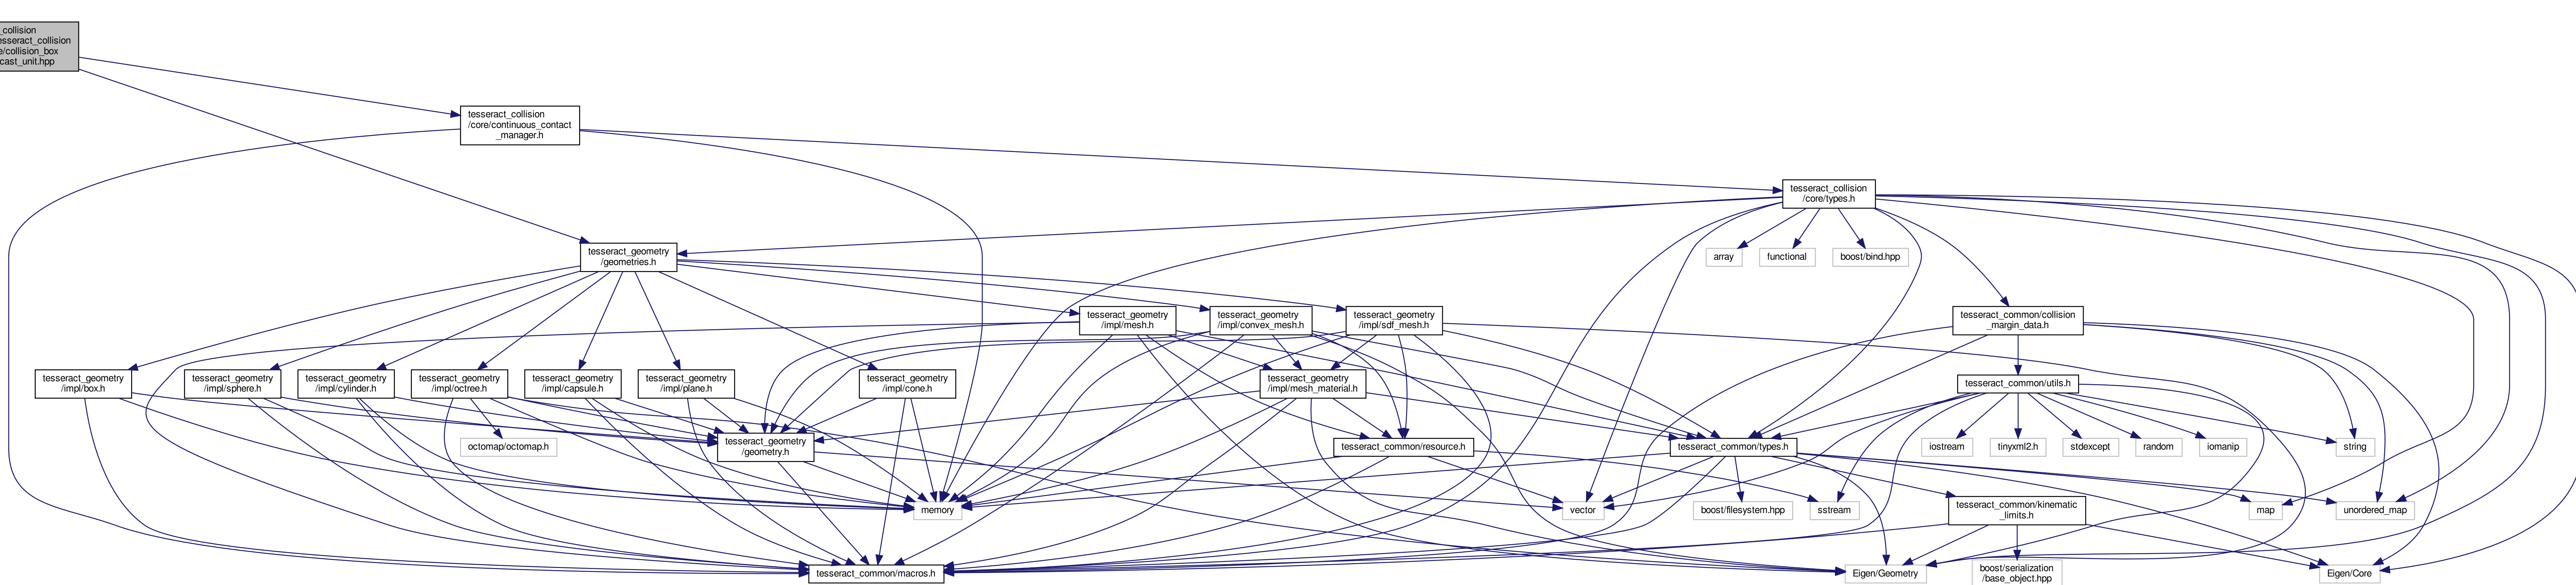 _collision
esseract_collision
e/collision_box
cast_unit.hpp
tesseract_collision
/core/continuous_contact
_manager.h
tesseract_collision
/core/types.h
tesseract_geometry
/geometries.h
array
functional
boost/bind.hpp
tesseract_geometry
/impl/mesh.h
tesseract_geometry
/impl/convex_mesh.h
tesseract_geometry
/impl/sdf_mesh.h
tesseract_common/collision
_margin_data.h
tesseract_geometry
/impl/box.h
tesseract_geometry
/impl/sphere.h
tesseract_geometry
/impl/cylinder.h
tesseract_geometry
/impl/octree.h
tesseract_geometry
/impl/capsule.h
tesseract_geometry
/impl/plane.h
tesseract_geometry
/impl/cone.h
tesseract_geometry
/impl/mesh_material.h
tesseract_common/utils.h
octomap/octomap.h
tesseract_geometry
/geometry.h
tesseract_common/resource.h
tesseract_common/types.h
iostream
tinyxml2.h
stdexcept
random
iomanip
string
memory
vector
boost/filesystem.hpp
sstream
tesseract_common/kinematic
_limits.h
map
unordered_map
tesseract_common/macros.h
Eigen/Geometry
boost/serialization
/base_object.hpp
Eigen/Core